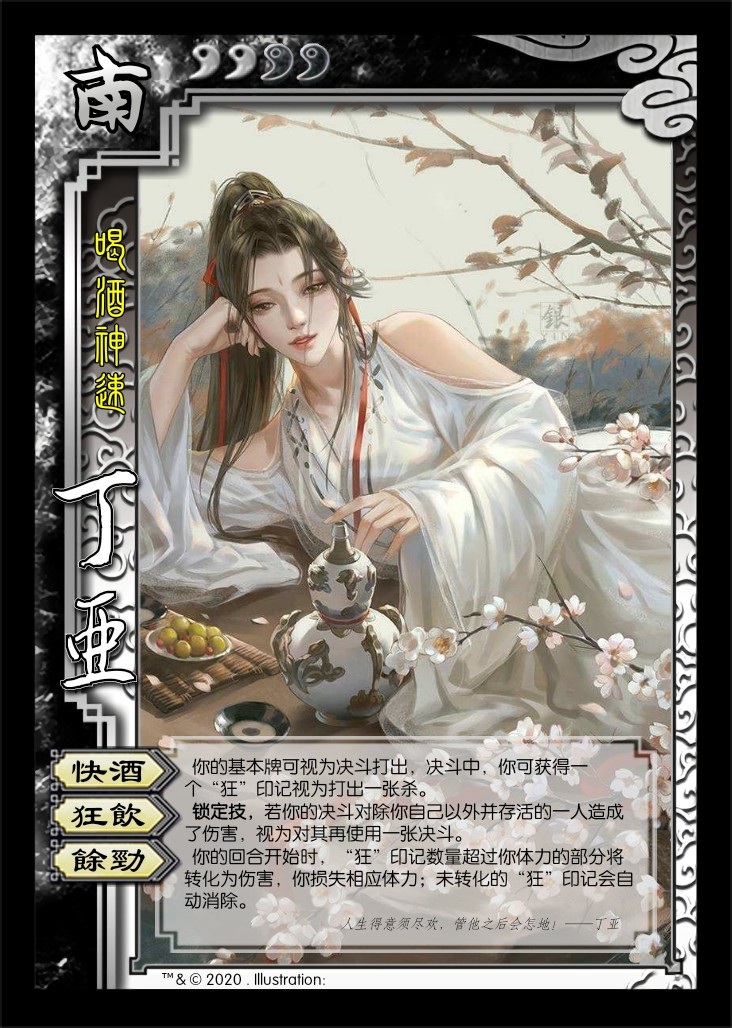 南
喝酒神速
丁亚
快酒
你的基本牌可视为决斗打出，决斗中，你可获得一
个“狂”印记视为打出一张杀。
狂飲
锁定技，若你的决斗对除你自己以外并存活的一人造成
了伤害，视为对其再使用一张决斗。
餘勁
你的回合开始时，“狂”印记数量超过你体力的部分将
转化为伤害，你损失相应体力；未转化的“狂”印记会自
动消除。
人生得意须尽欢，管他之后会怎地！——丁亚
™& © 2020 . Illustration:
銀